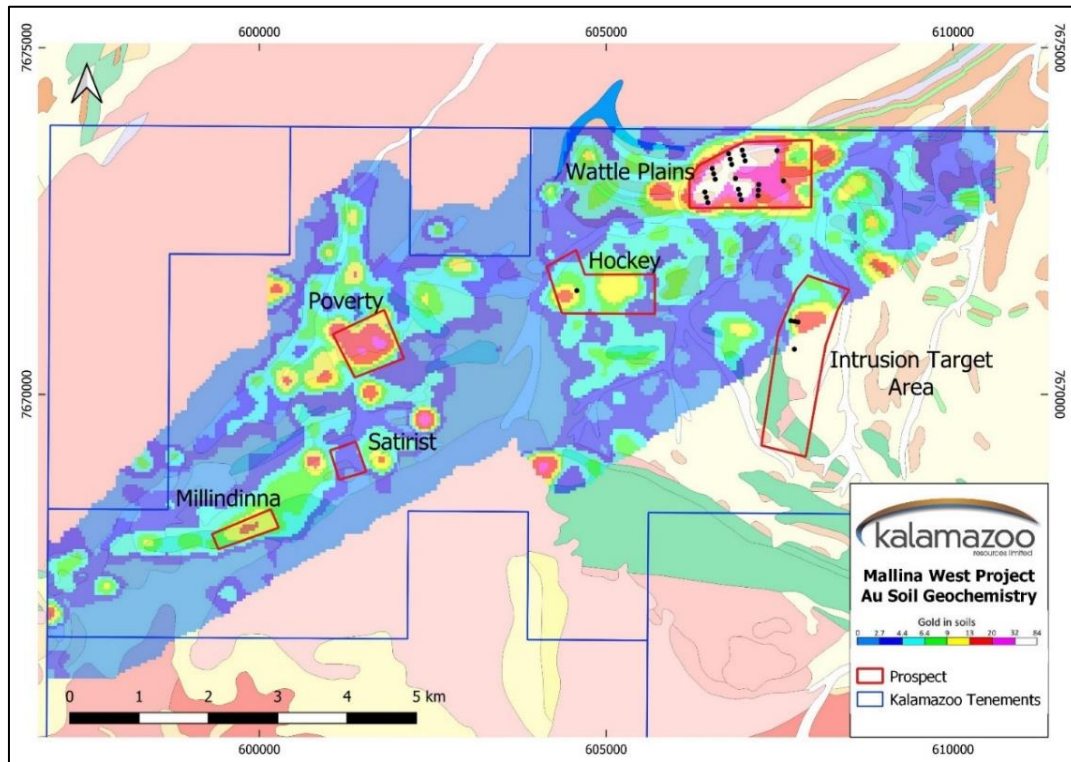 600000 605000 610000
7675000 7675000
Wattle Plains
Hockey
Poverty
Intrusion Target
Area
7670000 7670000
Satirist
Millindinna
kalamazoo
resources limited
Mallina West Project
Au Soil Geochemistry
Gold in soils
0 2.7 4.4 6.4 9 13 20 32 84
Prospect
Kalamazoo Tenements
0 1 2 3 4 5 km
600000 605000 610000